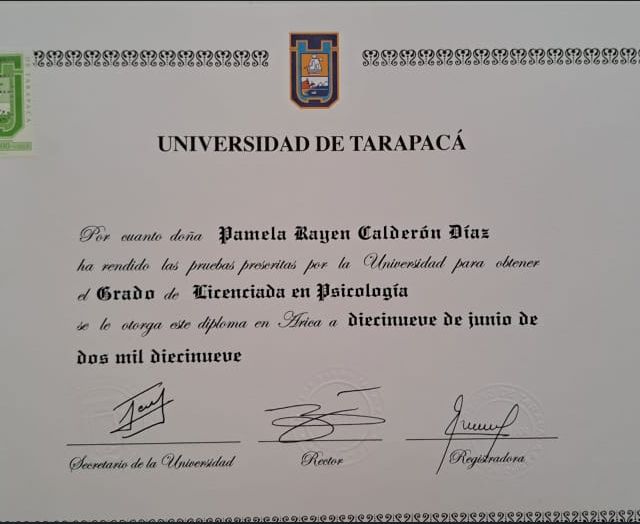 UNIVERSIDAD DE TARAPACÁ
Por cuanto doña Pamela Rayen Calderón Díaz
ha rendido las pruebas prescritas por la Universidad para obtener
el Grado de Licenciada en Psicología
se le otorga este diploma en Arica a diecinueve de junio de
dos mil diecinueve
Secretario de la Universidad
Rector
Registradora